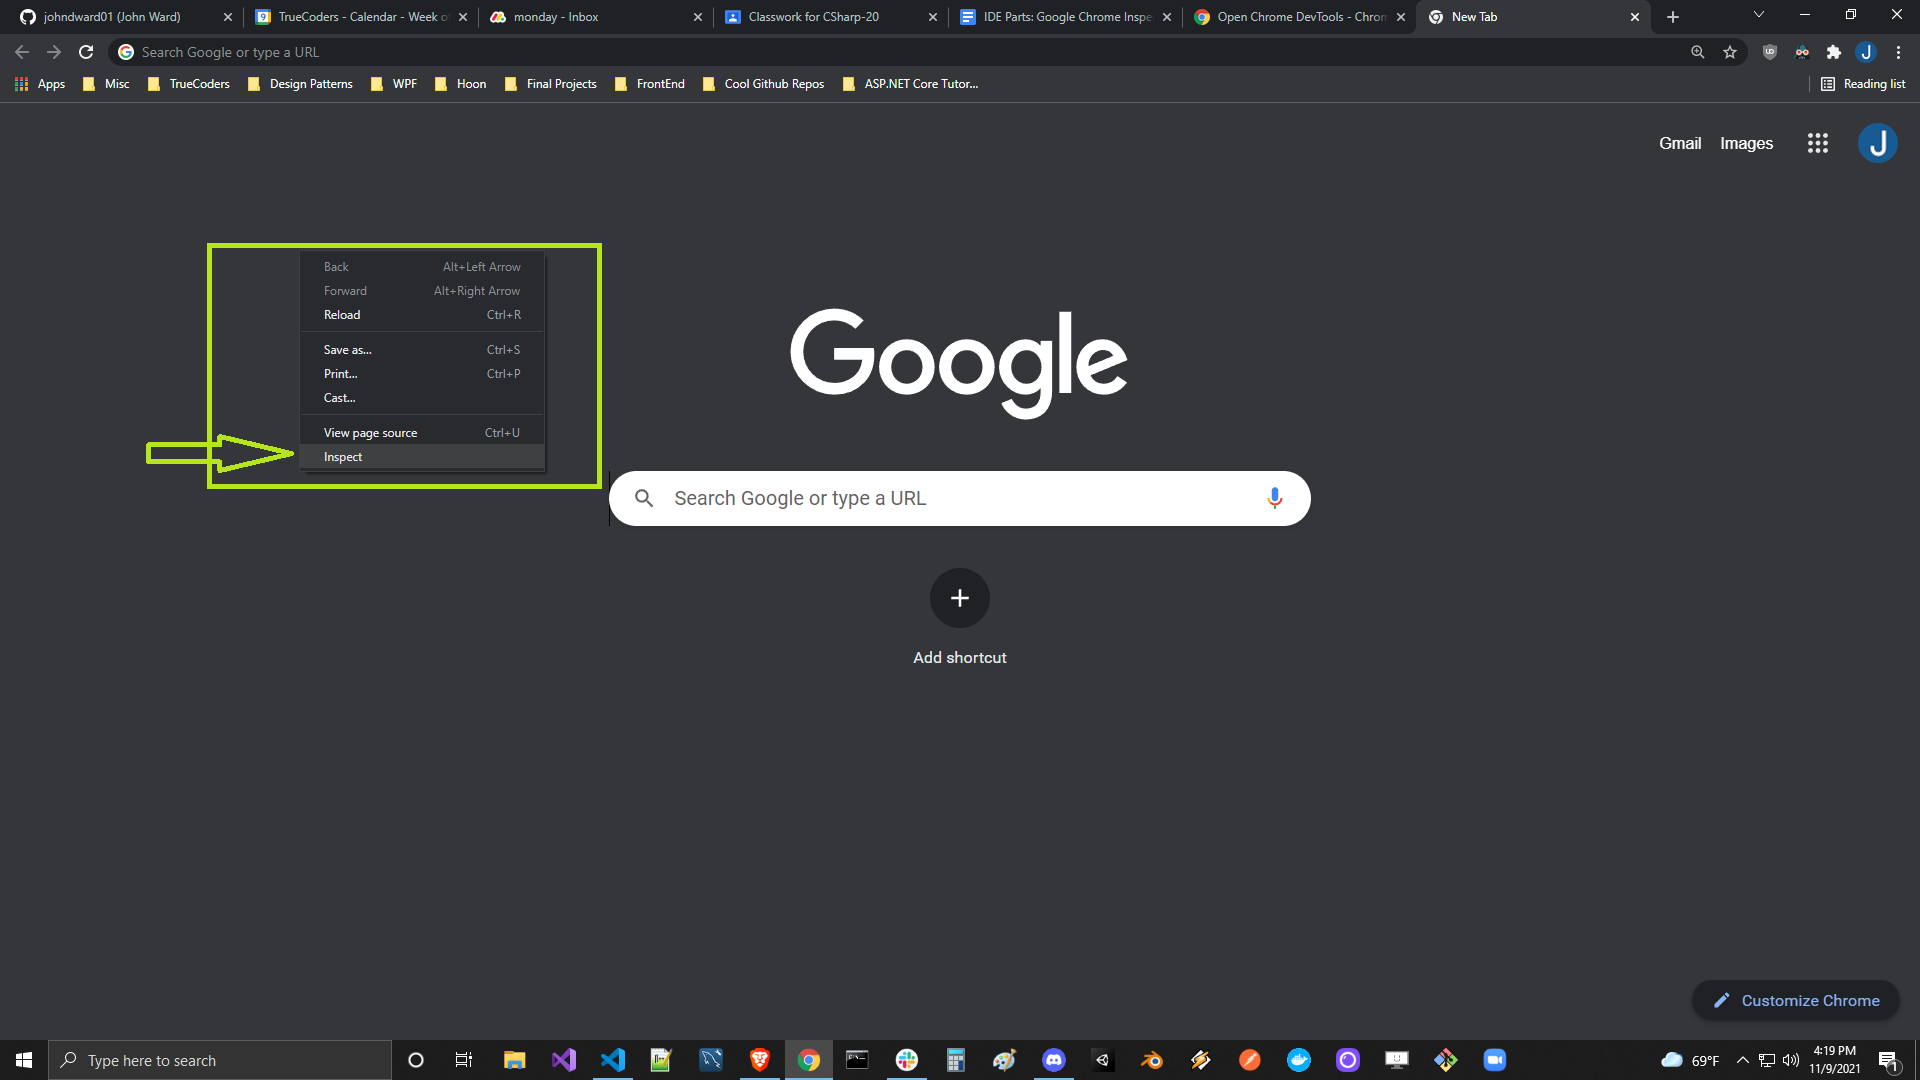 johndward01 (John Ward)
TrueCoders - Calendar - Week o
monday - Inbox
Classwork for CSharp-20
IDE Parts: Google Chrome Inspe
Open Chrome DevTools - Chrom
New Tab
Search Google or type a URL
Apps
Misc
TrueCoders
Design Patterns
WPF
Hoon
Final Projects
FrontEnd
Cool Github Repos
ASP.NET Core Tutor...
Reading list
Gmail
Images
J
Back Alt+Left Arrow
Forward Alt+Right Arrow
Reload Ctrl+R
Save as... Ctrl+S
Print... Ctrl+P
Cast...
View page source Ctrl+U
Inspect
Google
Search Google or type a URL
Add shortcut
Customize Chrome
Type here to search
69°F
4:19 PM
11/9/2021
1